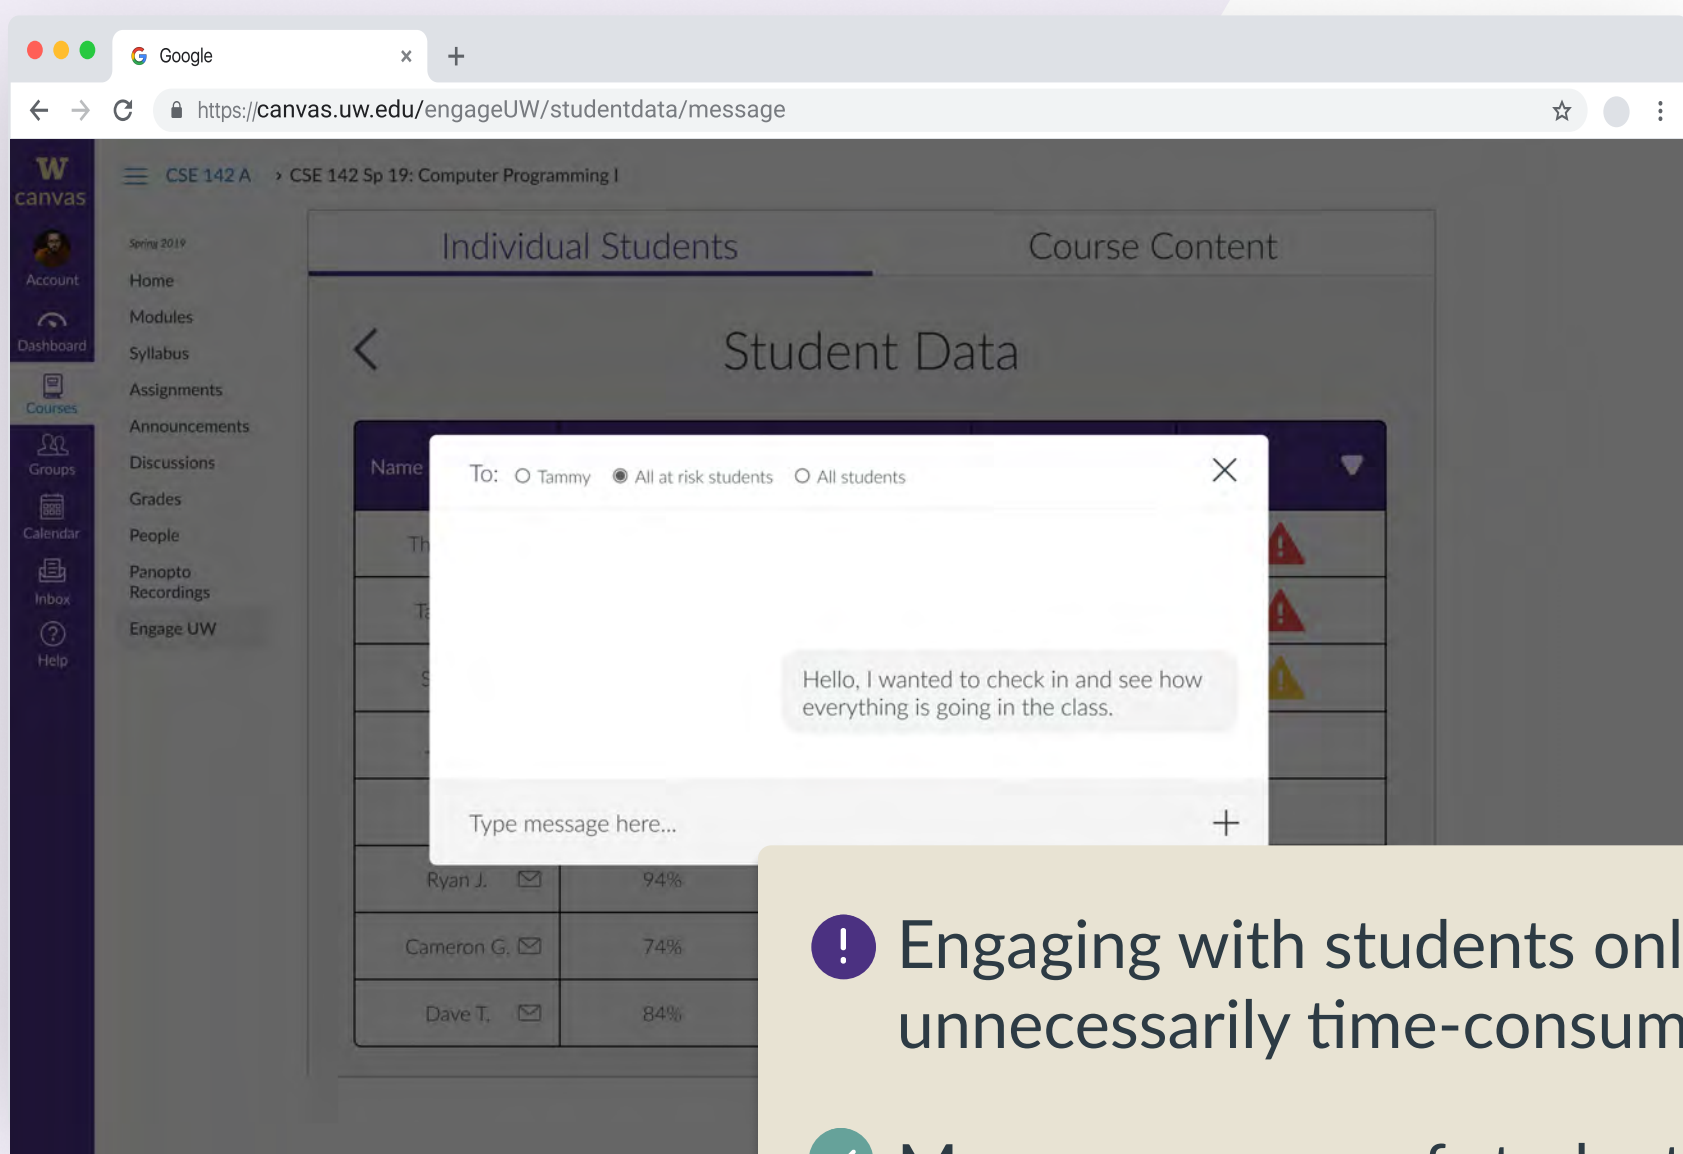 Google
https://canvas.uw.edu/engageUW/studentdata/message
W
canvas
Account
Dashboard
Courses
Groups
Calendar
Inbox
Help
CSE 142 A › CSE 142 Sp 19: Computer Programming I
Spring 2019
Home
Modules
Syllabus
Assignments
Announcements
Discussions
Grades
People
Panopto
Recordings
Engage UW
Individual Students
Course Content
Student Data
Name
To: Tammy All at risk students All students
Th
Ta
S
Hello, I wanted to check in and see how
everything is going in the class.
Type message here...
Ryan J. 94%
Cameron G. 74%
Dave T. 84%
Engaging with students onl
unnecessarily time-consum